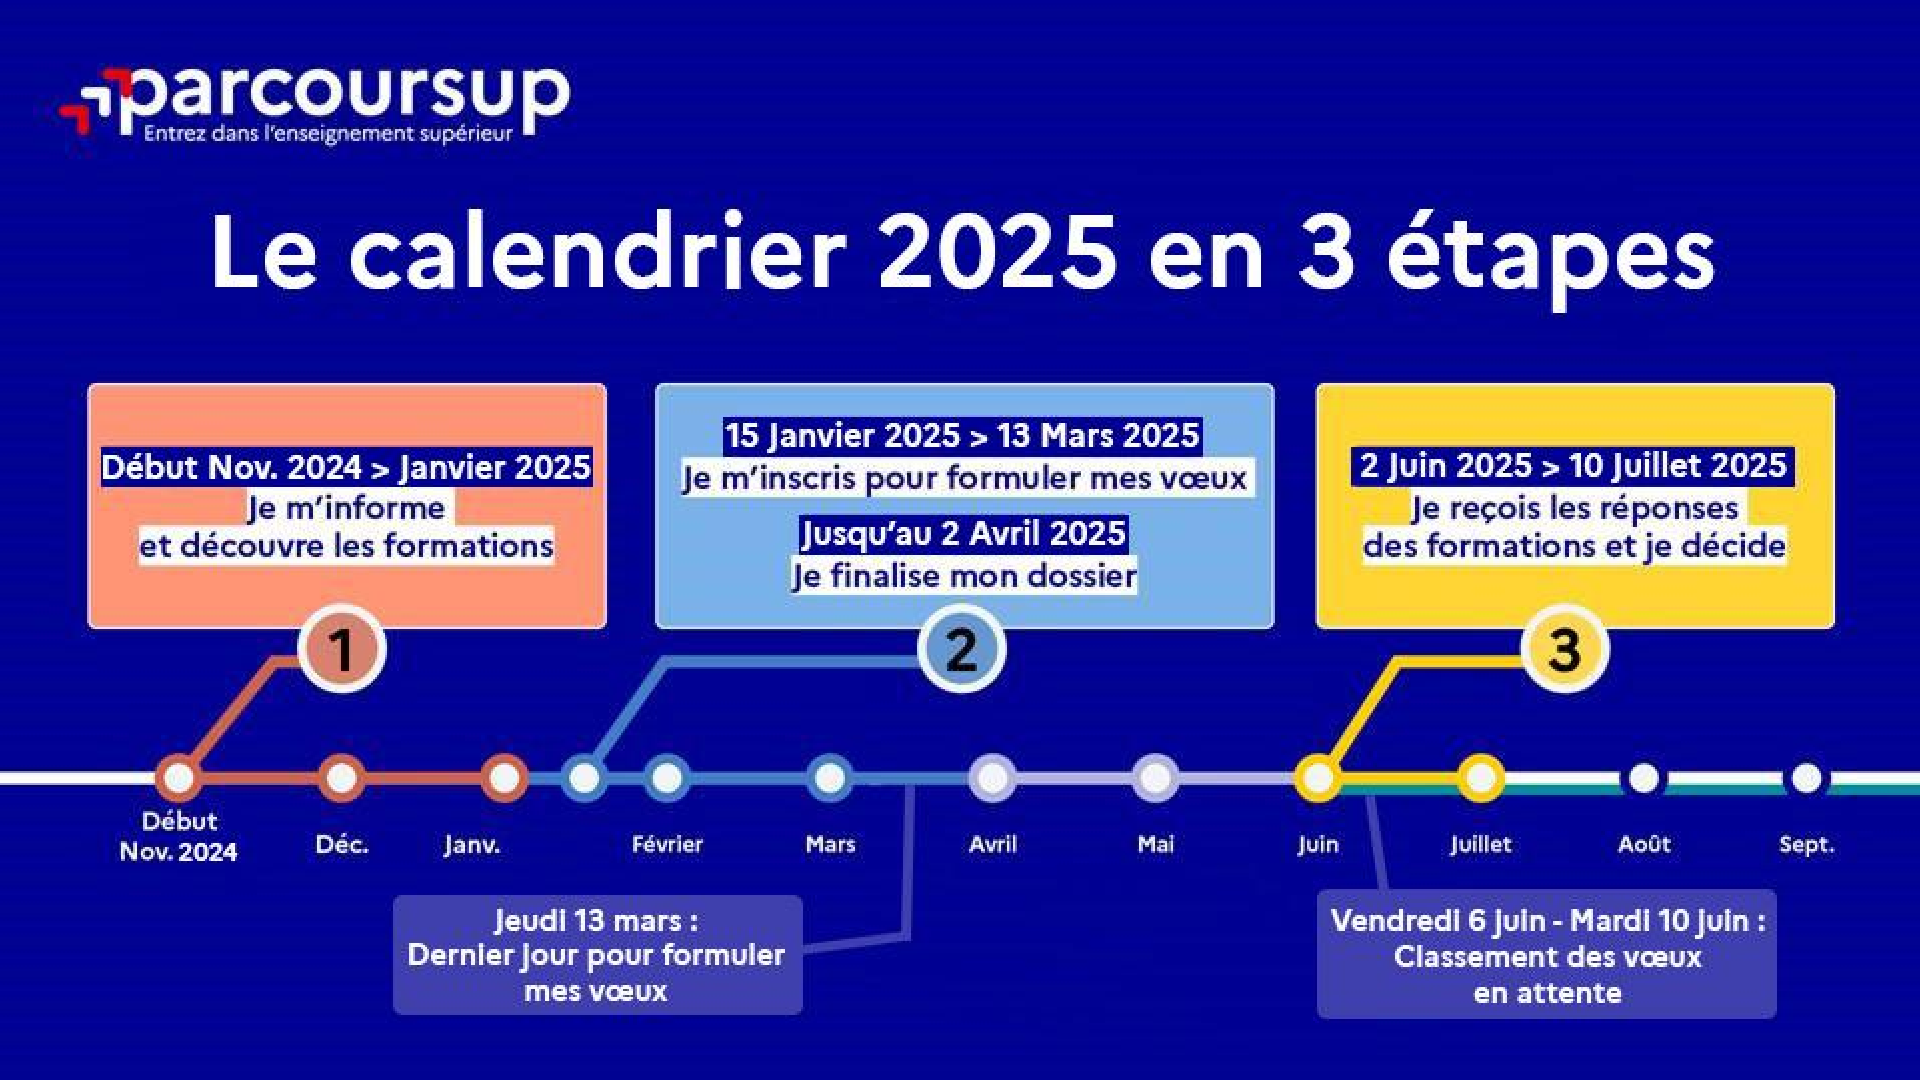 parcoursup
Entrez dans l'enseignement supérieur
Le calendrier 2025 en 3 étapes
Début Nov. 2024 > Janvier 2025
Je m'informe
et découvre les formations
1
15 Janvier 2025 > 13 Mars 2025
Je m'inscris pour formuler mes vœux
Jusqu'au 2 Avril 2025
Je finalise mon dossier
2
2 Juin 2025 > 10 Juillet 2025
Je reçois les réponses
des formations et je décide
3
Début
Nov. 2024
Déc.
Janv.
Février
Mars
Avril
Mai
Juin
Juillet
Août
Sept.
Jeudi 13 mars :
Dernier jour pour formuler
mes vœux
Vendredi 6 juin - Mardi 10 juin :
Classement des vœux
en attente